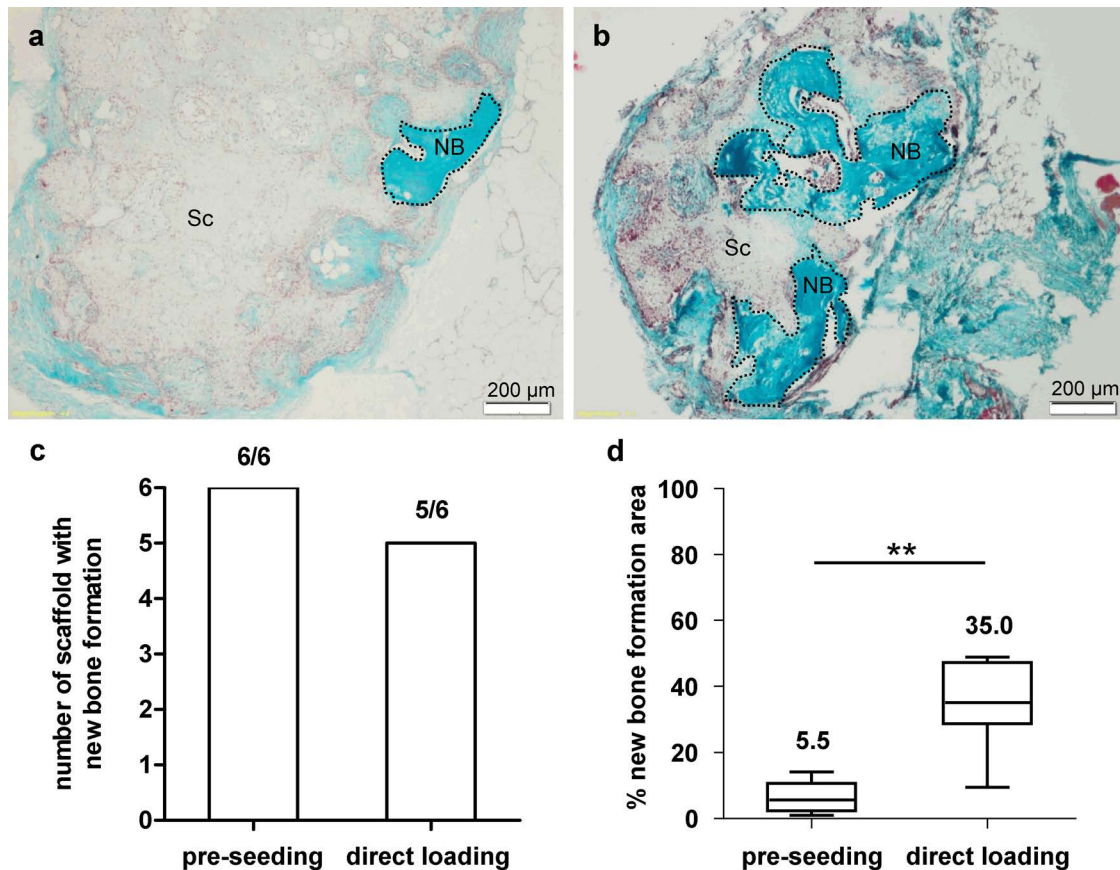 a
NB
Sc
200 µm
b
NB
Sc
NB
200 µm
c
6/6
5/6
number of scaffold with
new bone formation
6
5
4
3
2
1
0
pre-seeding
direct loading
d
% new bone formation area
100
80
60
40
20
0
**
5.5
35.0
pre-seeding
direct loading